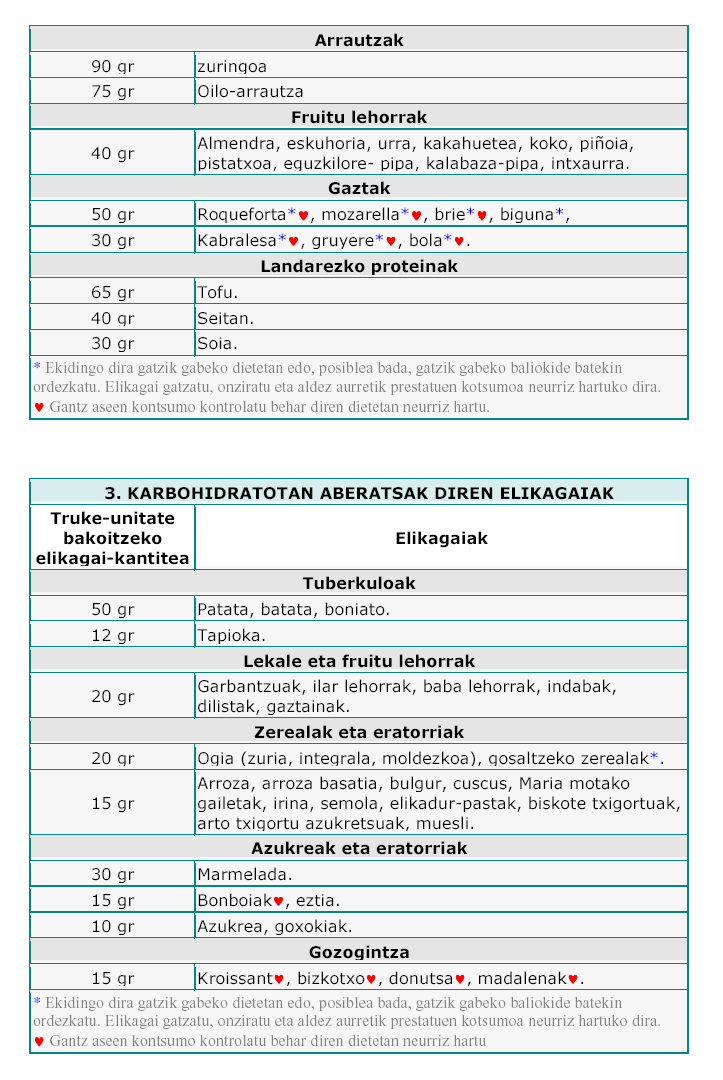 Arrautzak
90 gr zuringoa
75 gr Oilo-arrautza
Fruitu lehorrak
40 gr Almendra, eskuhoria, urra, kakahuetea, koko, piñoia,
pistatxoa, eguzkilore- pipa, kalabaza-pipa, intxaurra.
Gaztak
50 gr Roqueforta*♥, mozarella*♥, brie*♥, biguna*,
30 gr Kabralesa*♥, gruyere*♥, bola*♥.
Landarezko proteinak
65 gr Tofu.
40 gr Seitan.
30 gr Soia.
* Ekidingo dira gatzik gabeko dietetan edo, posiblea bada, gatzik gabeko baliokide batekin
ordezkatu. Elikagai gatzatu, onziratu eta aldez aurretik prestatuen kotsumoa neurriz hartuko dira.
♥ Gantz aseen kontsumo kontrolatu behar diren dietetan neurriz hartu.
3. KARBOHIDRATOTAN ABERATSAK DIREN ELIKAGAIAK
Truke-unitate
bakoitzeko
elikagai-kantitea
Elikagaiak
Tuberkuloak
50 gr Patata, batata, boniato.
12 gr Tapioka.
Lekale eta fruitu lehorrak
20 gr Garbantzuak, ilar lehorrak, baba lehorrak, indabak,
dilistak, gaztainak.
Zerealak eta eratorriak
20 gr Ogia (zuria, integrala, moldezkoa), gosaltzeko zerealak*.
15 gr Arroza, arroza basatia, bulgur, cuscus, Maria motako
gailetak, irina, semola, elikadur-pastak, biskote txigortuak,
arto txigortu azukretsuak, muesli.
Azukreak eta eratorriak
30 gr Marmelada.
15 gr Bonboiak♥, eztia.
10 gr Azukrea, goxokiak.
Gozogintza
15 gr Kroissant♥, bizkotxo♥, donutsa♥, madalenak♥.
* Ekidingo dira gatzik gabeko dietetan edo, posiblea bada, gatzik gabeko baliokide batekin
ordezkatu. Elikagai gatzatu, onziratu eta aldez aurretik prestatuen kotsumoa neurriz hartuko dira.
♥ Gantz aseen kontsumo kontrolatu behar diren dietetan neurriz hartu